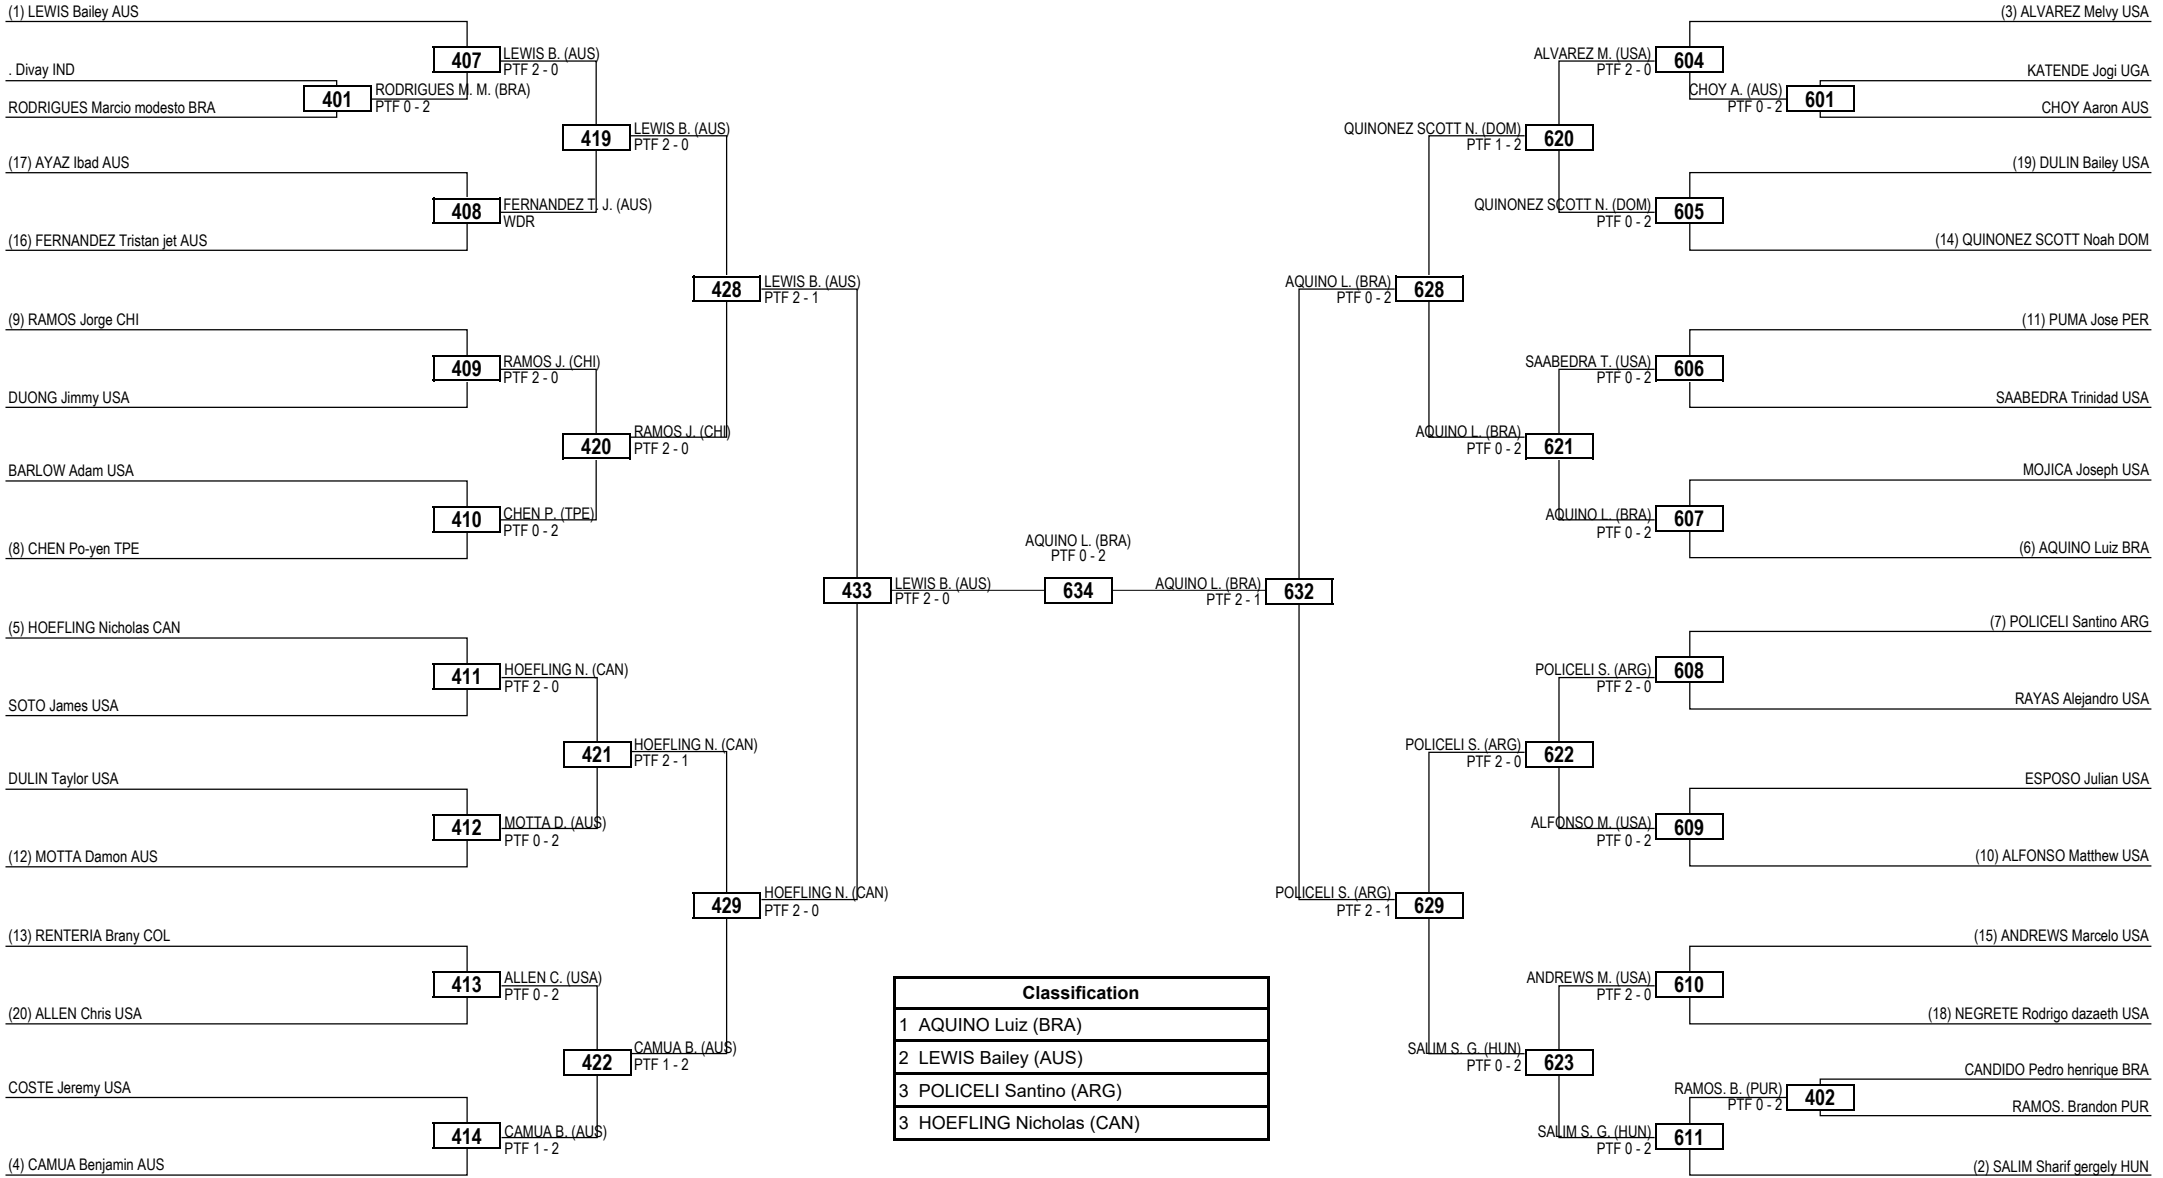 (1) LEWIS Bailey AUS
. Divay IND
RODRIGUES Marcio modesto BRA
(17) AYAZ Ibad AUS
(16) FERNANDEZ Tristan jet AUS
(9) RAMOS Jorge CHI
DUONG Jimmy USA
BARLOW Adam USA
(8) CHEN Po-yen TPE
(5) HOEFLING Nicholas CAN
SOTO James USA
DULIN Taylor USA
(12) MOTTA Damon AUS
(13) RENTERIA Brany COL
(20) ALLEN Chris USA
COSTE Jeremy USA
(4) CAMUA Benjamin AUS
401
RODRIGUES M. M. (BRA)
PTF 0 - 2
407
LEWIS B. (AUS)
PTF 2 - 0
408
FERNANDEZ T. J. (AUS)
WDR
409
RAMOS J. (CHI)
PTF 2 - 0
410
CHEN P. (TPE)
PTF 0 - 2
411
HOEFLING N. (CAN)
PTF 2 - 0
412
MOTTA D. (AUS)
PTF 0 - 2
413
ALLEN C. (USA)
PTF 0 - 2
414
CAMUA B. (AUS)
PTF 1 - 2
419
LEWIS B. (AUS)
PTF 2 - 0
420
RAMOS J. (CHI)
PTF 2 - 0
421
HOEFLING N. (CAN)
PTF 2 - 1
422
CAMUA B. (AUS)
PTF 1 - 2
428
LEWIS B. (AUS)
PTF 2 - 1
429
HOEFLING N. (CAN)
PTF 2 - 0
433
LEWIS B. (AUS)
PTF 2 - 0
AQUINO L. (BRA)
PTF 0 - 2
634
AQUINO L. (BRA)
PTF 2 - 1
632
AQUINO L. (BRA)
PTF 0 - 2
628
POLICELI S. (ARG)
PTF 2 - 1
629
QUINONEZ SCOTT N. (DOM)
PTF 1 - 2
620
AQUINO L. (BRA)
PTF 0 - 2
621
POLICELI S. (ARG)
PTF 2 - 0
622
SALIM S. G. (HUN)
PTF 0 - 2
623
ALVAREZ M. (USA)
PTF 2 - 0
604
QUINONEZ SCOTT N. (DOM)
PTF 0 - 2
605
SAABEDRA T. (USA)
PTF 0 - 2
606
AQUINO L. (BRA)
PTF 0 - 2
607
POLICELI S. (ARG)
PTF 2 - 0
608
ALFONSO M. (USA)
PTF 0 - 2
609
ANDREWS M. (USA)
PTF 2 - 0
610
SALIM S. G. (HUN)
PTF 0 - 2
611
CHOY A. (AUS)
PTF 0 - 2
601
RAMOS. B. (PUR)
PTF 0 - 2
402
(3) ALVAREZ Melvy USA
KATENDE Jogi UGA
CHOY Aaron AUS
(19) DULIN Bailey USA
(14) QUINONEZ SCOTT Noah DOM
(11) PUMA Jose PER
SAABEDRA Trinidad USA
MOJICA Joseph USA
(6) AQUINO Luiz BRA
(7) POLICELI Santino ARG
RAYAS Alejandro USA
ESPOSO Julian USA
(10) ALFONSO Matthew USA
(15) ANDREWS Marcelo USA
(18) NEGRETE Rodrigo dazaeth USA
CANDIDO Pedro henrique BRA
RAMOS. Brandon PUR
(2) SALIM Sharif gergely HUN
Classification
1 AQUINO Luiz (BRA)
2 LEWIS Bailey (AUS)
3 POLICELI Santino (ARG)
3 HOEFLING Nicholas (CAN)